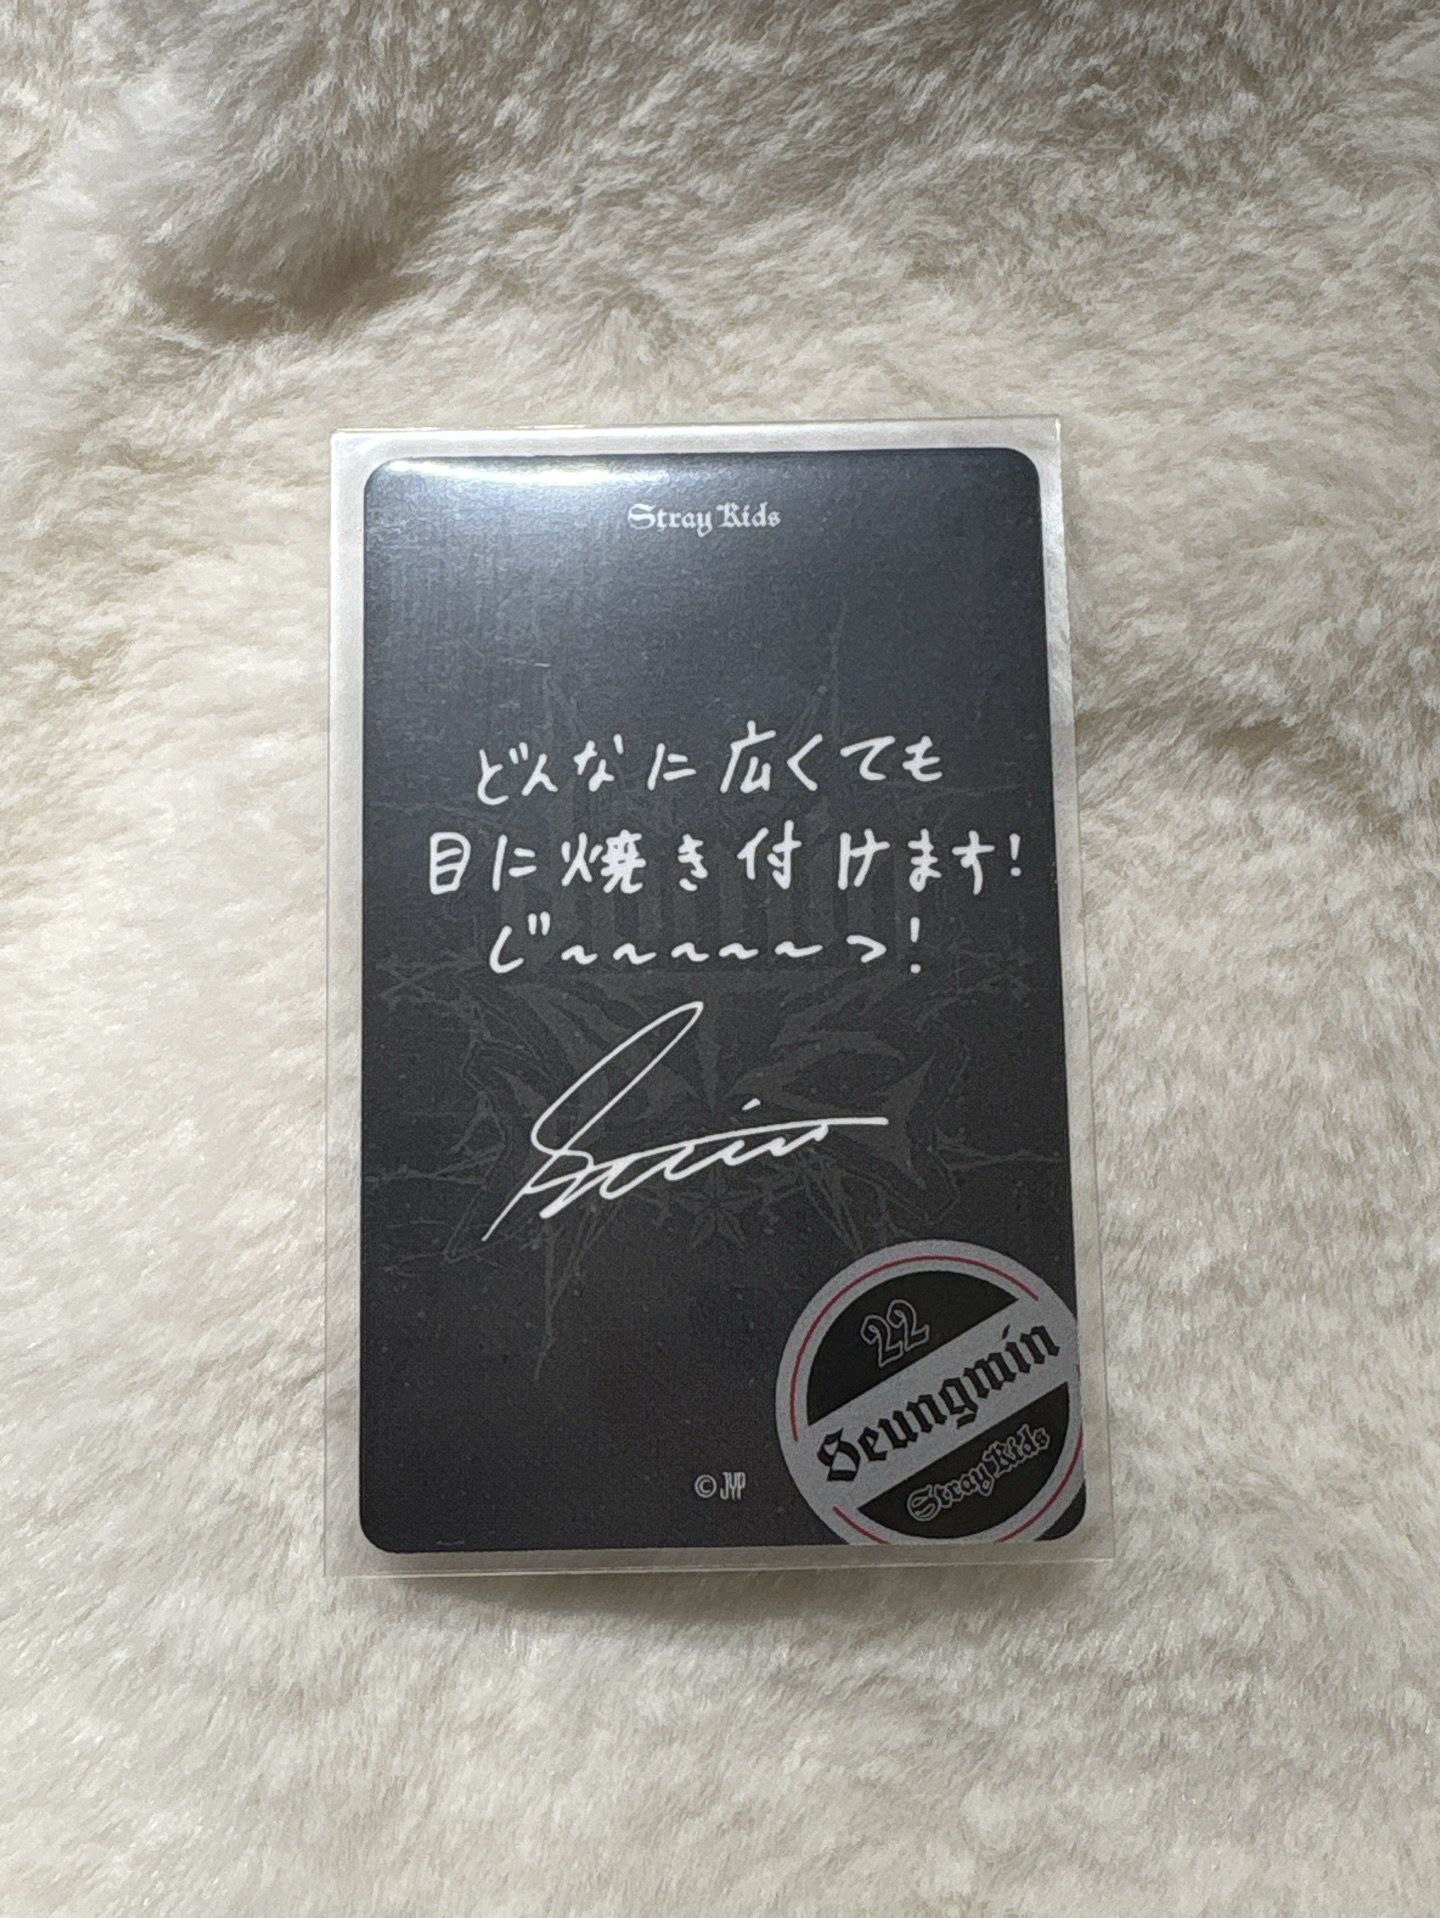 Stray Kids
どんなに広くても
目に焼き付けます!
じ〜〜〜〜〜っ!
22
Seungmin
Stray Kids
© JYP